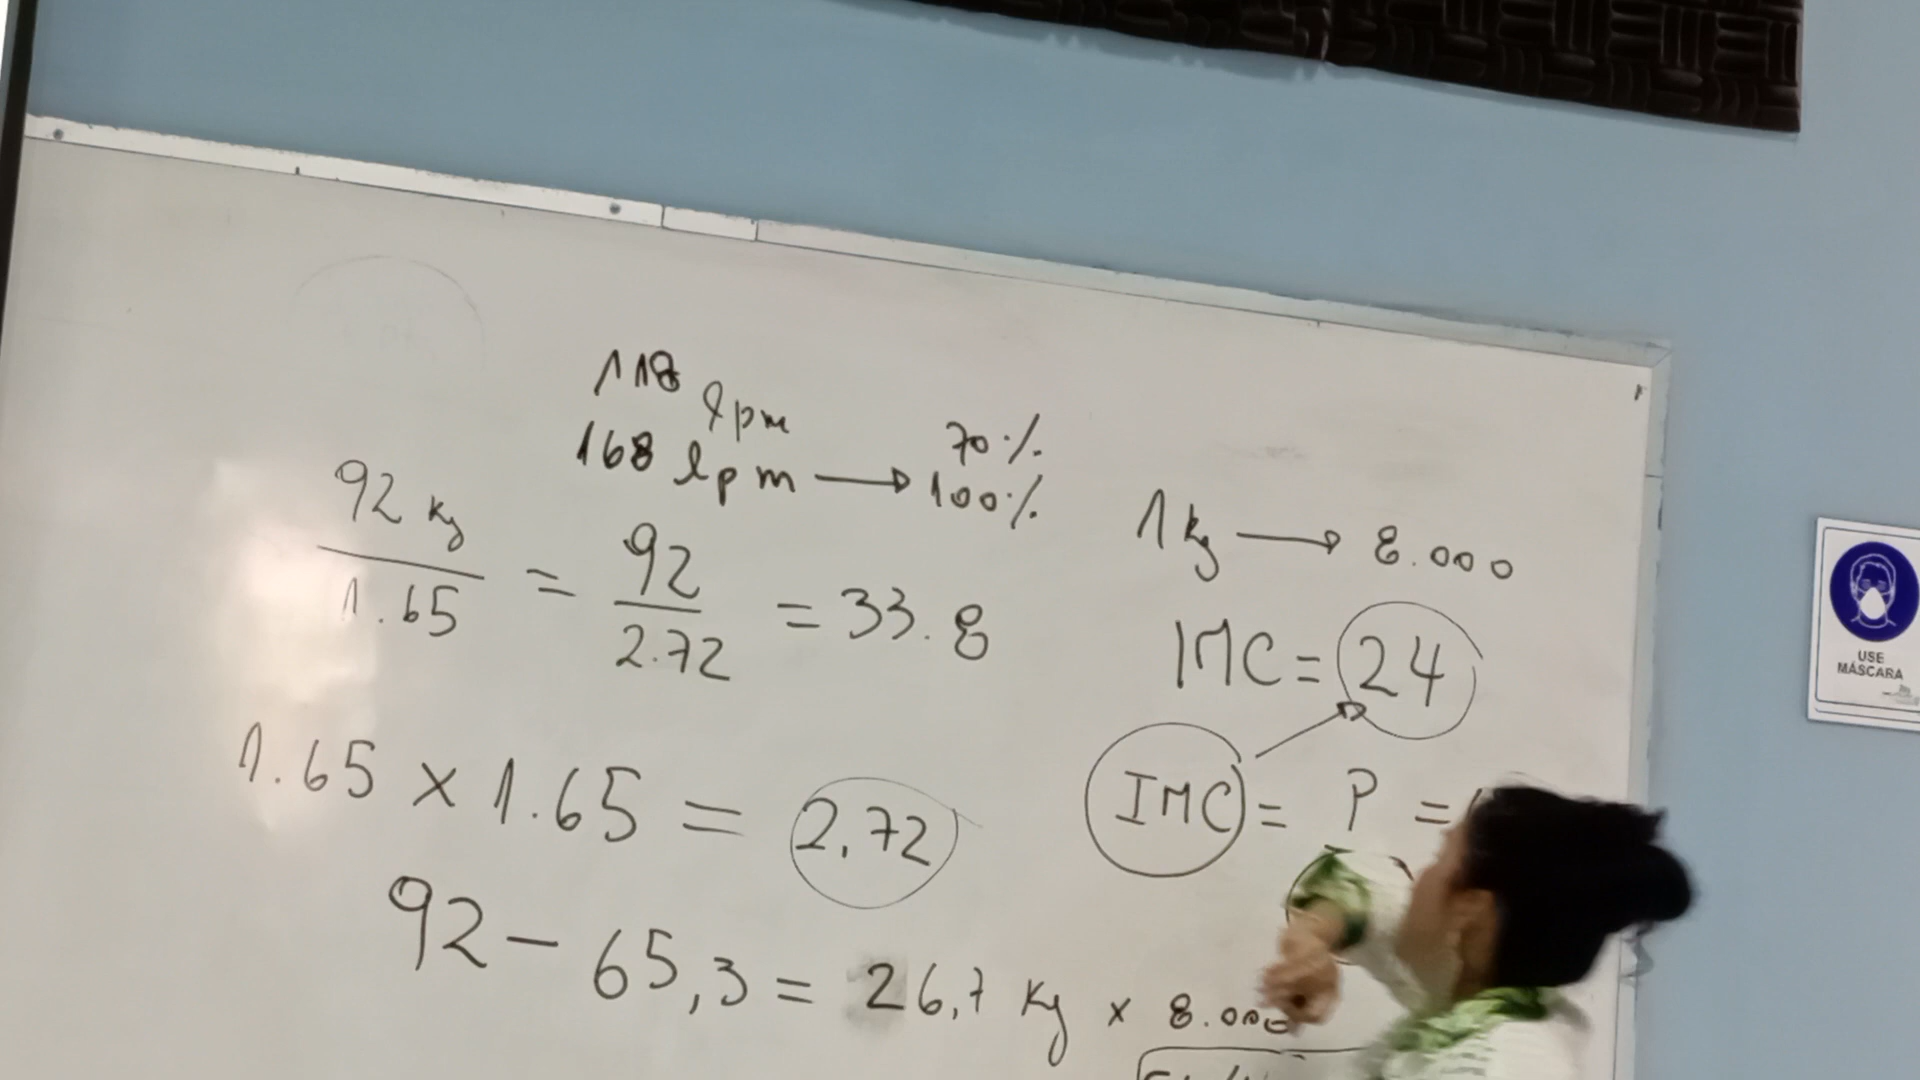 118 lpm 70%
168 lpm → 100%
92 kg / 1.65 = 92 / 2.72 = 33.8
1 kg → 8.000
IMC = 24
1.65 x 1.65 = 2.72
IMC = P =
92 - 65,3 = 26,7 kg x 8.000
USE
MÁSCARA